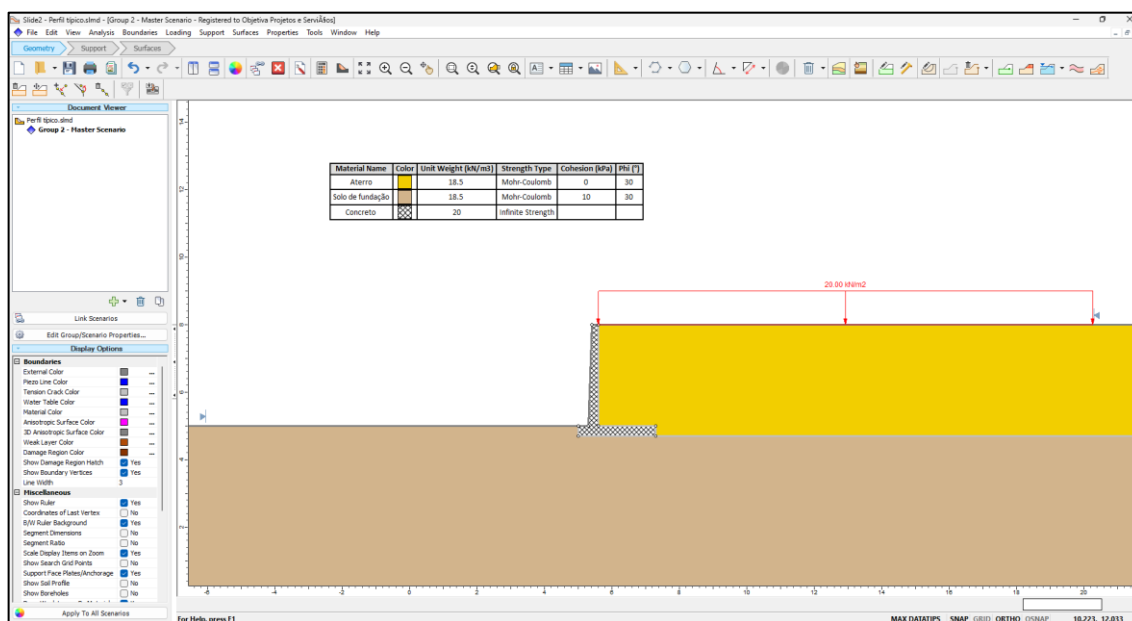 Slide2 - Perfil típico.slmd - [Group 2 - Master Scenario - Registered to Objetiva Projetos e ServiÃ§os]
File Edit View Analysis Boundaries Loading Support Surfaces Properties Tools Window Help
Geometry Support Surfaces
Document Viewer
Perfil típico.slmd
Group 2 - Master Scenario
Link Scenarios
Edit Group/Scenario Properties...
Display Options
Boundaries
External Color
Piezo Line Color
Tension Crack Color
Water Table Color
Material Color
Anisotropic Surface Color
3D Anisotropic Surface Color
Weak Layer Color
Damage Region Color
Show Damage Region Hatch Yes
Show Boundary Vertices Yes
Line Width 3
Miscellaneous
Show Ruler Yes
Coordinates of Last Vertex No
B/W Ruler Background Yes
Segment Dimensions No
Segment Ratio No
Scale Display Items on Zoom Yes
Show Search Grid Points No
Support Face Plates/Anchorage Yes
Show Soil Profile No
Show Boreholes No
Apply To All Scenarios
Material Name Color Unit Weight (kN/m3) Strength Type Cohesion (kPa) Phi (°)
Aterro 18.5 Mohr-Coulomb 0 30
Solo de fundação 18.5 Mohr-Coulomb 10 30
Concreto 20 Infinite Strength
20.00 kN/m2
14
12
10
8
6
4
2
-6 -4 -2 0 2 4 6 8 10 12 14 16 18 20
For Help, press F1
MAX DATATIPS SNAP GRID ORTHO OSNAP 10.223, 12.033